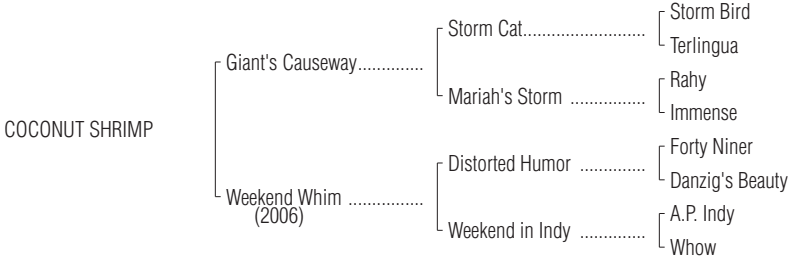 Storm Bird
Storm Cat.........................
Terlingua
Giant's Causeway..............
Rahy
Mariah's Storm ................
Immense
COCONUT SHRIMP
Forty Niner
Distorted Humor ..............
Danzig's Beauty
Weekend Whim ................
(2006)
A.P. Indy
Weekend in Indy ..............
Whow